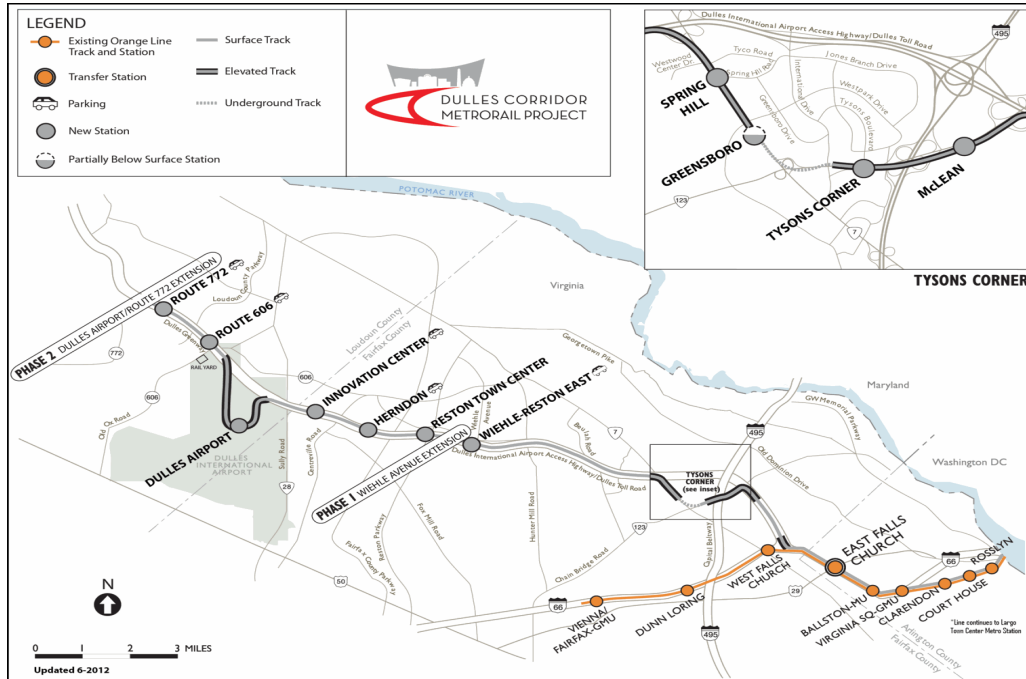 LEGEND
Existing Orange Line
Track and Station
Transfer Station
Parking
New Station
Partially Below Surface Station
Surface Track
Elevated Track
Underground Track
DULLES CORRIDOR
METRORAIL PROJECT
Dulles International Airport Access Highway/Dulles Toll Road
495
Westwood
Center Dr.
Tyco Road
Spring Hill Road
Jones Branch Drive
International Drive
Westpark Drive
Tysons Boulevard
Greensboro Drive
SPRING
HILL
GREENSBORO
TYSONS CORNER
McLEAN
123
7
TYSONS CORNER
POTOMAC RIVER
Virginia
Maryland
Washington DC
PHASE 2 DULLES AIRPORT/ROUTE 772 EXTENSION
ROUTE 772
ROUTE 606
Loudoun County Parkway
Dulles Greenway
RAIL YARD
772
606
606
Old Ox Road
Loudoun County
Fairfax County
DULLES AIRPORT
DULLES
INTERNATIONAL
AIRPORT
INNOVATION CENTER
HERNDON
RESTON TOWN CENTER
WIEHLE-RESTON EAST
PHASE 1 WIEHLE AVENUE EXTENSION
Sully Road
28
Centreville Road
Wiehle
Avenue
Beulah Road
7
Georgetown Pike
GW Memorial Parkway
Old Dominion Drive
495
Dulles International Airport Access Highway/Dulles Toll Road
TYSONS
CORNER
(see inset)
Fox Mill Road
Reston Parkway
Fairfax County
Parkway
Hunter Mill Road
123
Chain Bridge Road
Capital Beltway
50
66
VIENNA/
FAIRFAX-GMU
DUNN LORING
WEST FALLS
CHURCH
EAST FALLS
CHURCH
29
495
BALLSTON-MU
VIRGINIA SQ-GMU
CLARENDON
COURT HOUSE
ROSSLYN
66
*Line continues to Largo
Town Center Metro Station
Arlington County
Fairfax County
N
0 1 2 3 MILES
Updated 6-2012